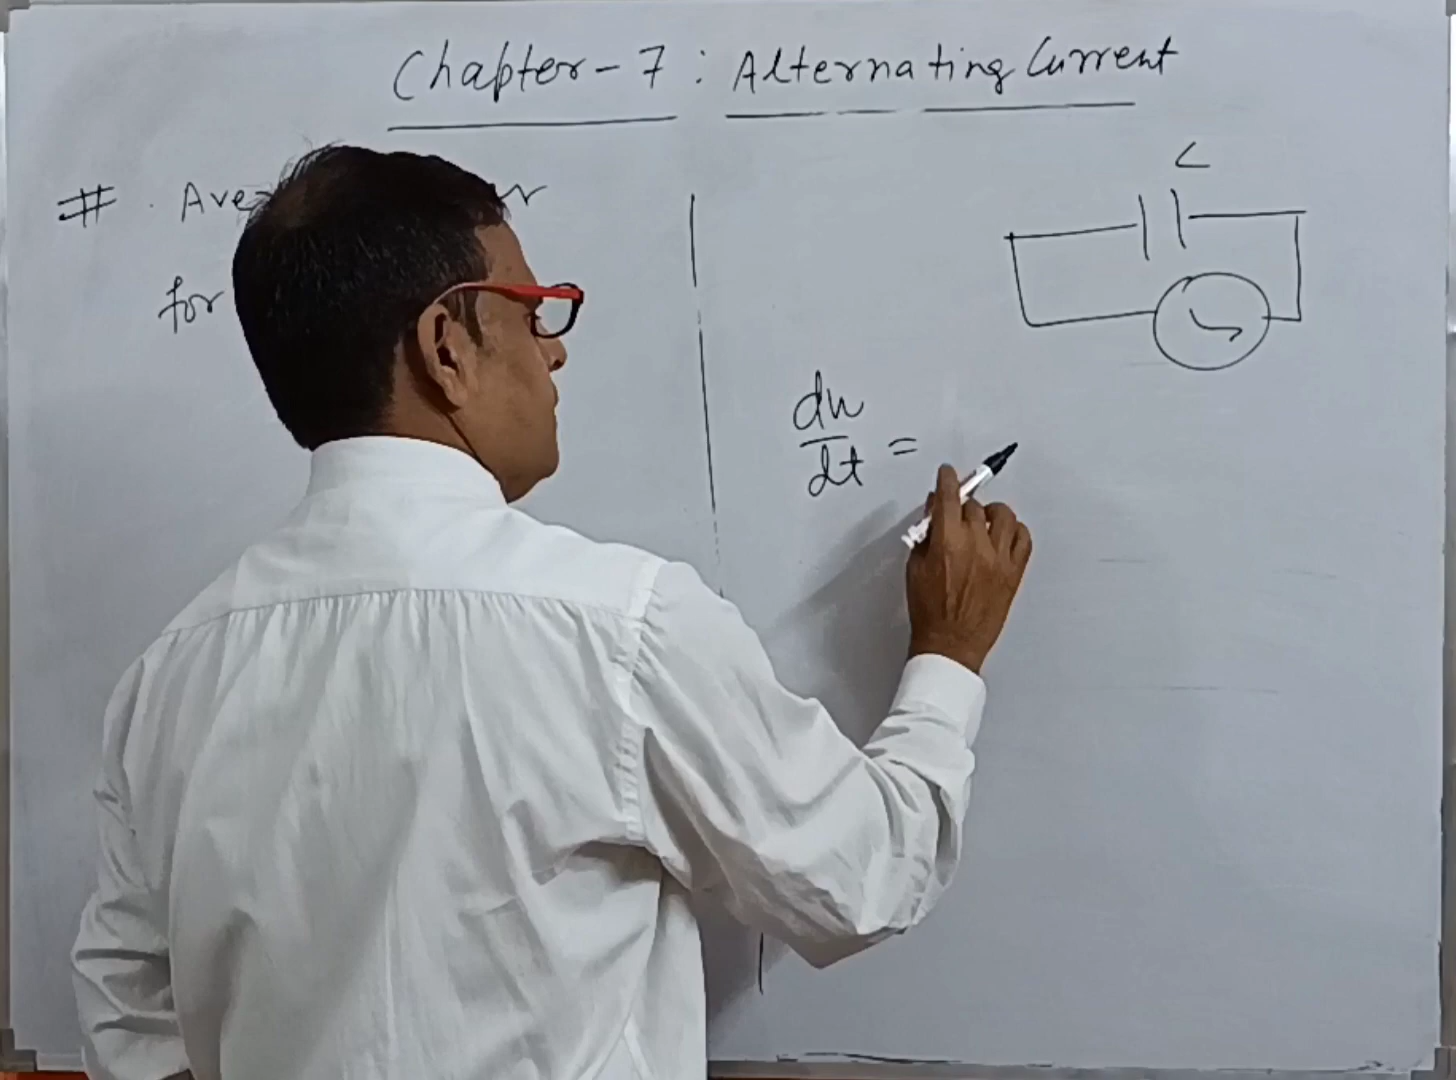 Chapter-7: Alternating Current
#. Ave
for
C
dw
dt =